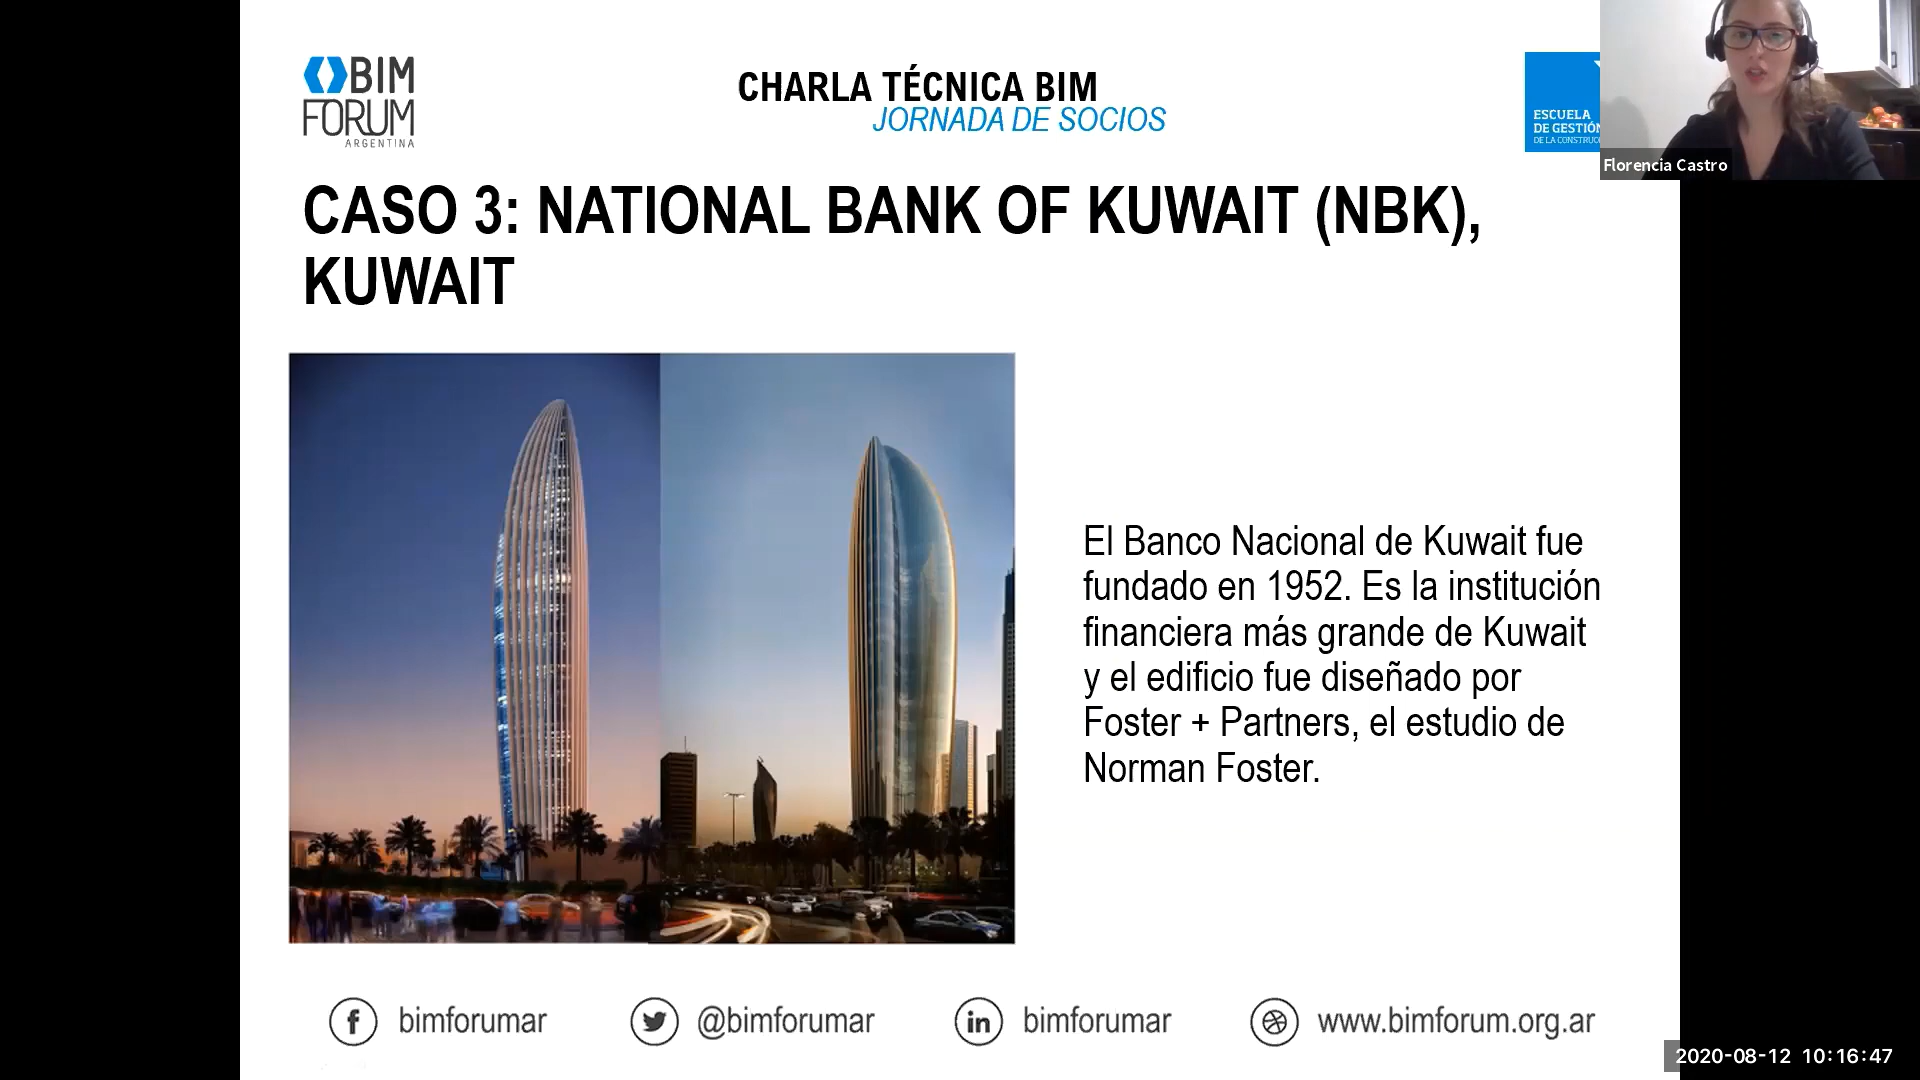 BIM
FORUM
ARGENTINA
CHARLA TÉCNICA BIM
JORNADA DE SOCIOS
ESCUELA
DE GESTIÓN
DE LA
Florencia Castro
CASO 3: NATIONAL BANK OF KUWAIT (NBK),
KUWAIT
El Banco Nacional de Kuwait fue
fundado en 1952. Es la institución
financiera más grande de Kuwait
y el edificio fue diseñado por
Foster + Partners, el estudio de
Norman Foster.
bimforumar
@bimforumar
bimforumar
www.bimforum.org.ar
2020-08-12 10:16:47